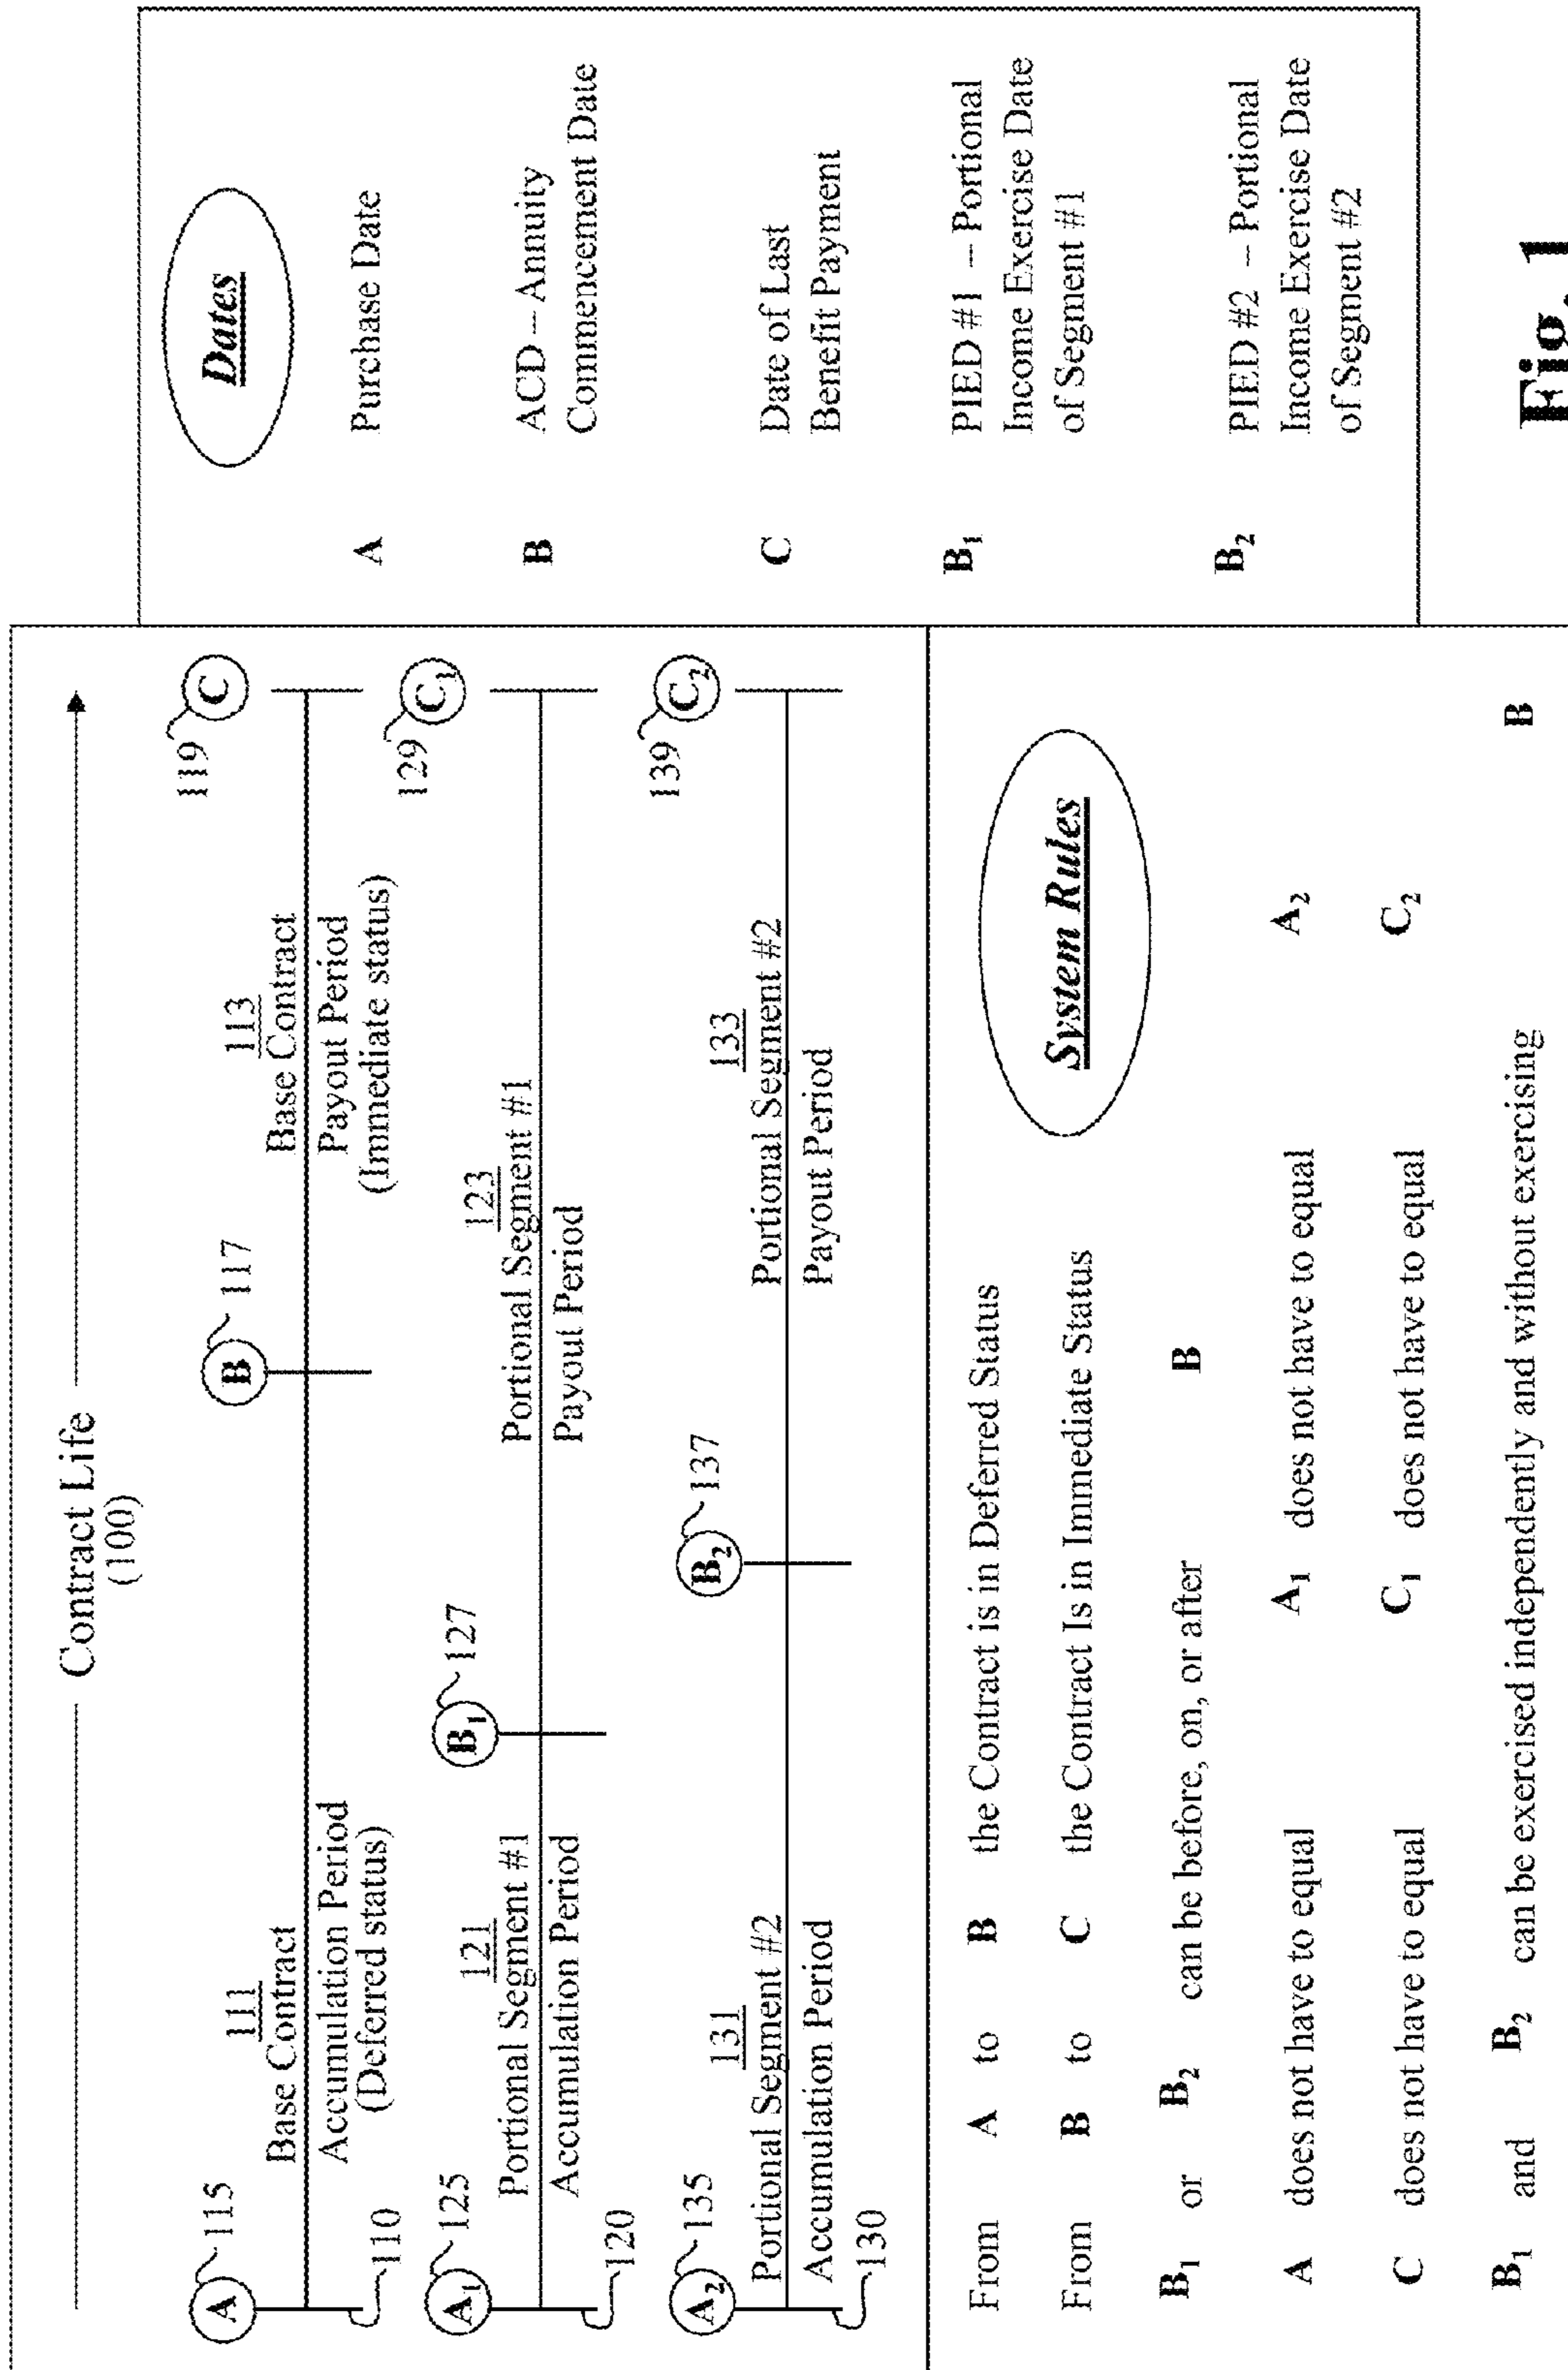 Contract Life
(100)
A 115
B 117
119 C
111
Base Contract
Accumulation Period
(Deferred status)
113
Base Contract
Payout Period
(Immediate status)
110
A₁ 125
B₁ 127
129 C₁
121
Portional Segment #1
Accumulation Period
123
Portional Segment #1
Payout Period
120
A₂ 135
B₂ 137
139 C₂
131
Portional Segment #2
Accumulation Period
133
Portional Segment #2
Payout Period
130
System Rules
From A to B the Contract is in Deferred Status
From B to C the Contract Is in Immediate Status
B₁ or B₂ can be before, on, or after B
A does not have to equal A₁ does not have to equal A₂
C does not have to equal C₁ does not have to equal C₂
B₁ and B₂ can be exercised independently and without exercising B
Dates
A Purchase Date
B ACD – Annuity
Commencement Date
C Date of Last
Benefit Payment
B₁ PIED #1 – Portional
Income Exercise Date
of Segment #1
B₂ PIED #2 – Portional
Income Exercise Date
of Segment #2
Fig. 1